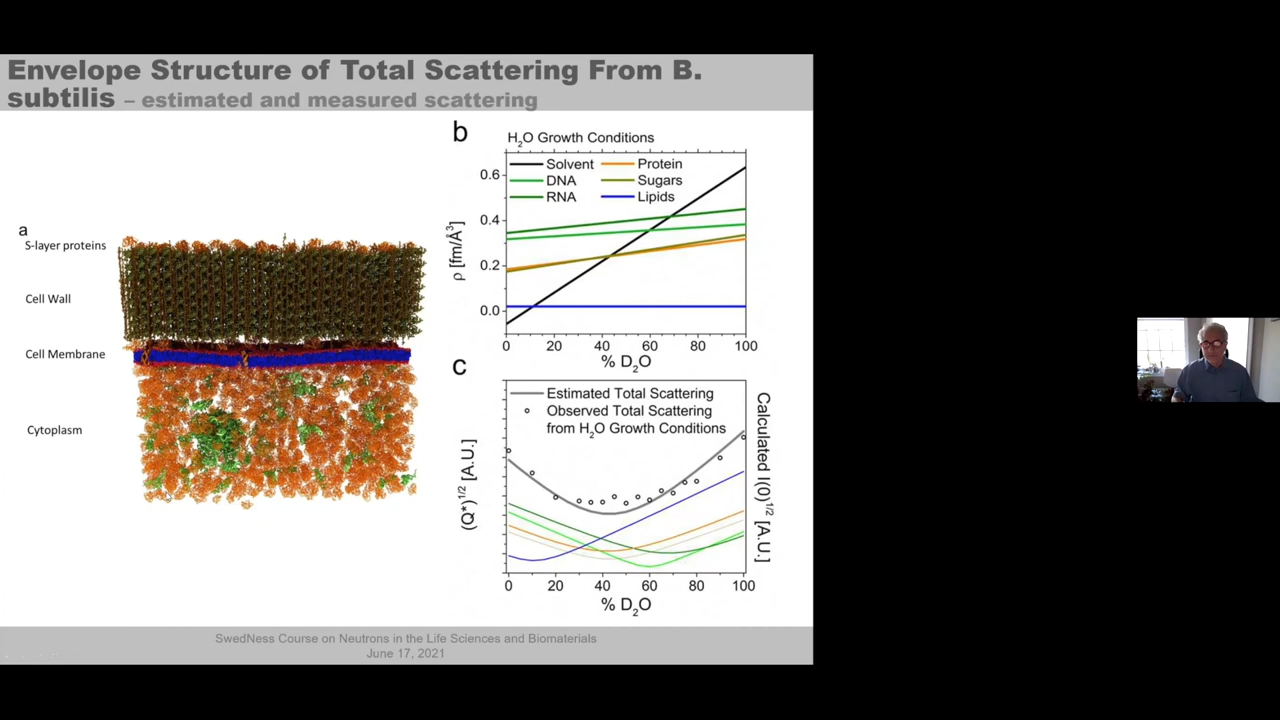 Envelope Structure of Total Scattering From B.
subtilis – estimated and measured scattering
a
S-layer proteins
Cell Wall
Cell Membrane
Cytoplasm
b
H₂O Growth Conditions
Solvent
Protein
DNA
Sugars
RNA
Lipids
0.6
0.4
0.2
0.0
ρ [fm/Å³]
0 20 40 60 80 100
% D₂O
c
Estimated Total Scattering
Observed Total Scattering
from H₂O Growth Conditions
(Q*)¹/² [A.U.]
Calculated I(0)¹/² [A.U.]
0 20 40 60 80 100
% D₂O
SwedNess Course on Neutrons in the Life Sciences and Biomaterials
June 17, 2021